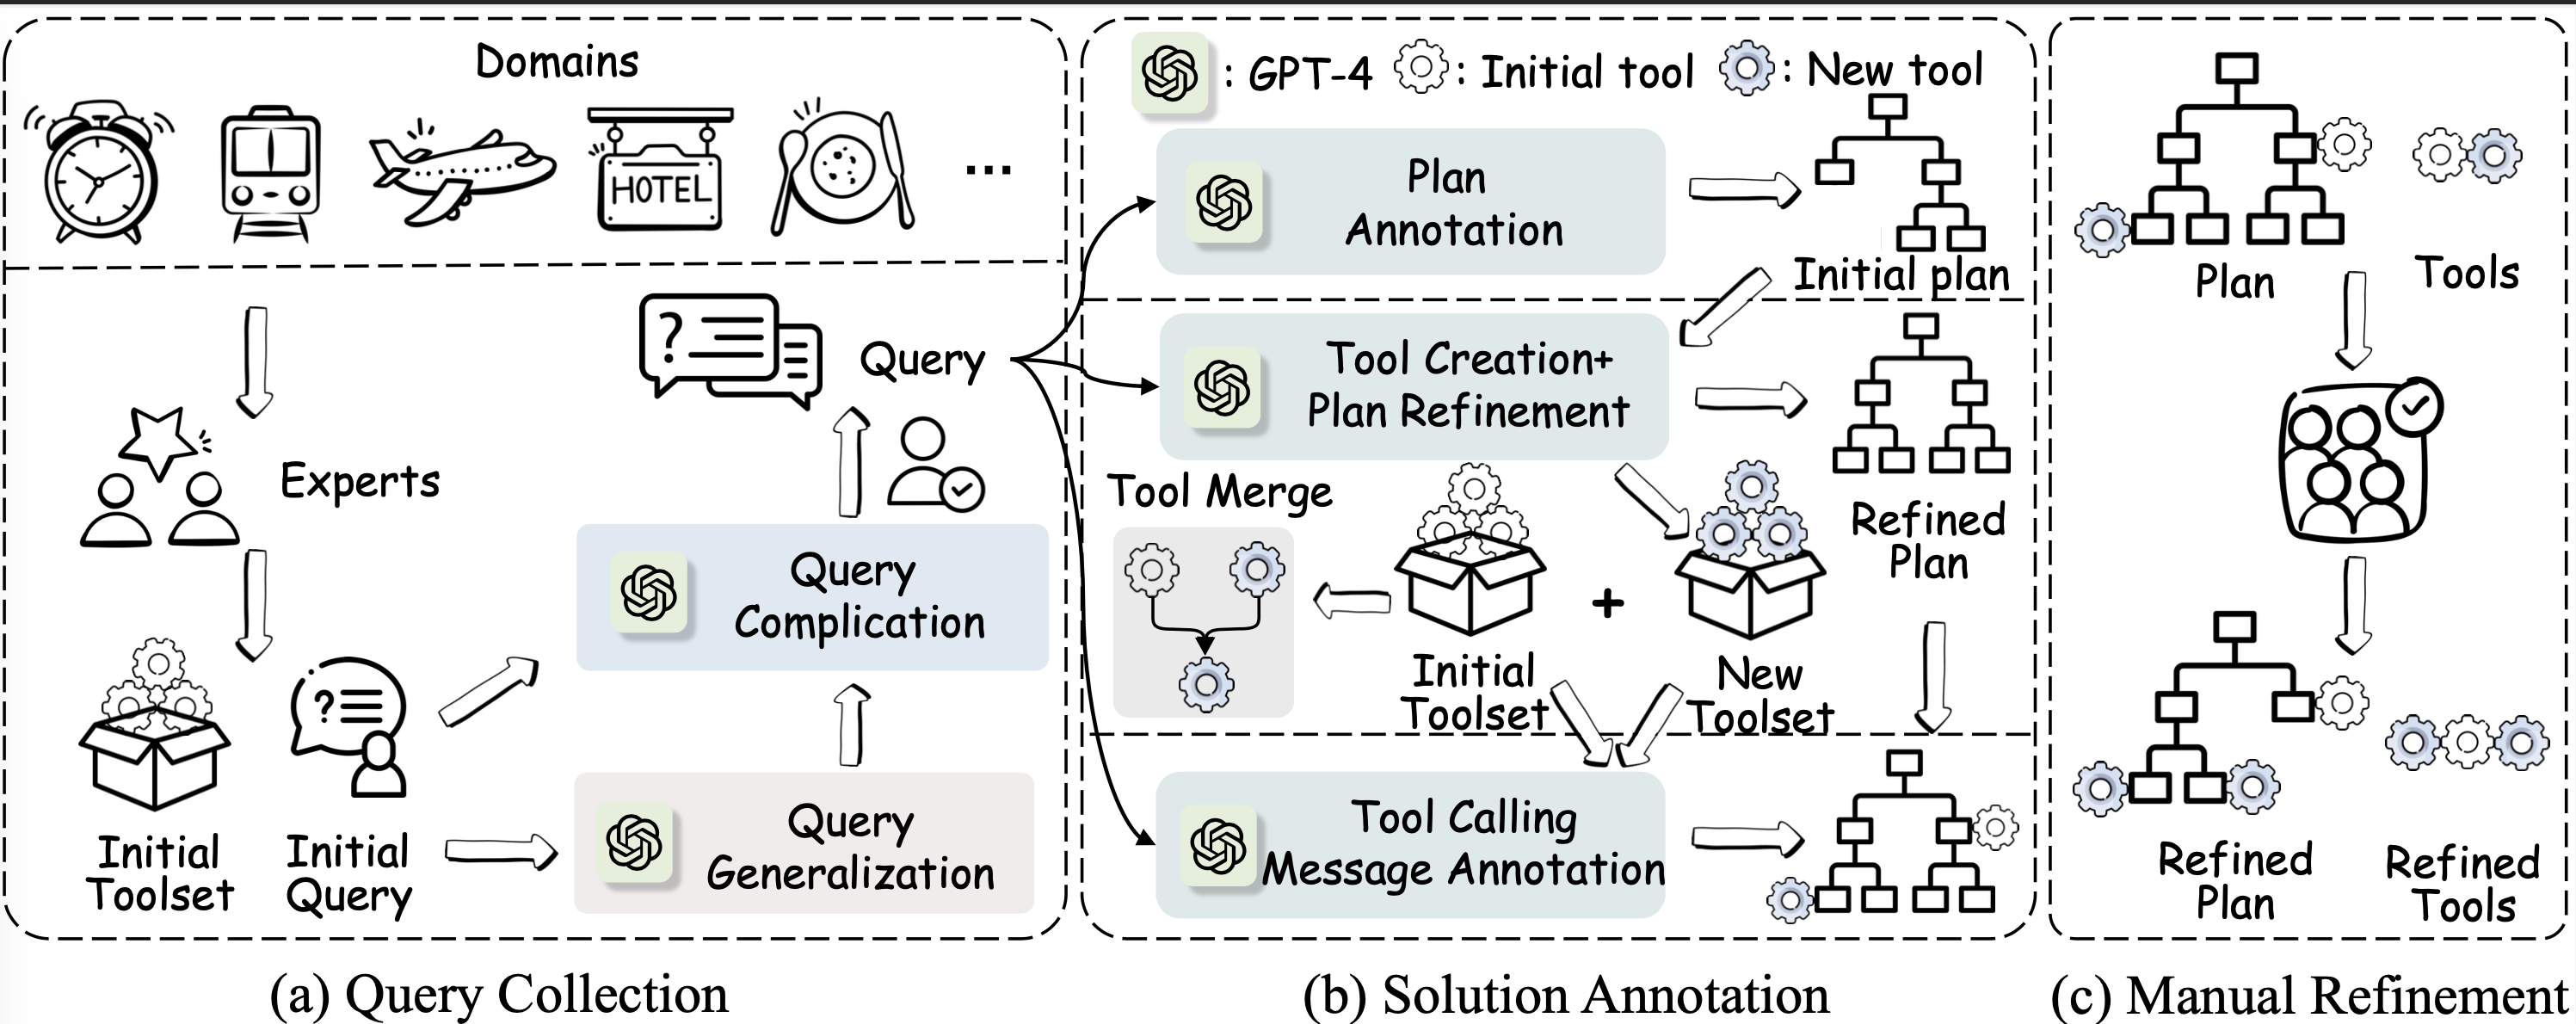 Domains
HOTEL
...
Experts
Initial
Toolset
Initial
Query
?
Query
Generalization
Query
Complication
?
Query
: GPT-4
: Initial tool
: New tool
Plan
Annotation
Initial plan
Tool Creation+
Plan Refinement
Refined
Plan
Tool Merge
Initial
Toolset
+
New
Toolset
Tool Calling
Message Annotation
Plan
Tools
Refined
Plan
Refined
Tools
(a) Query Collection
(b) Solution Annotation
(c) Manual Refinement